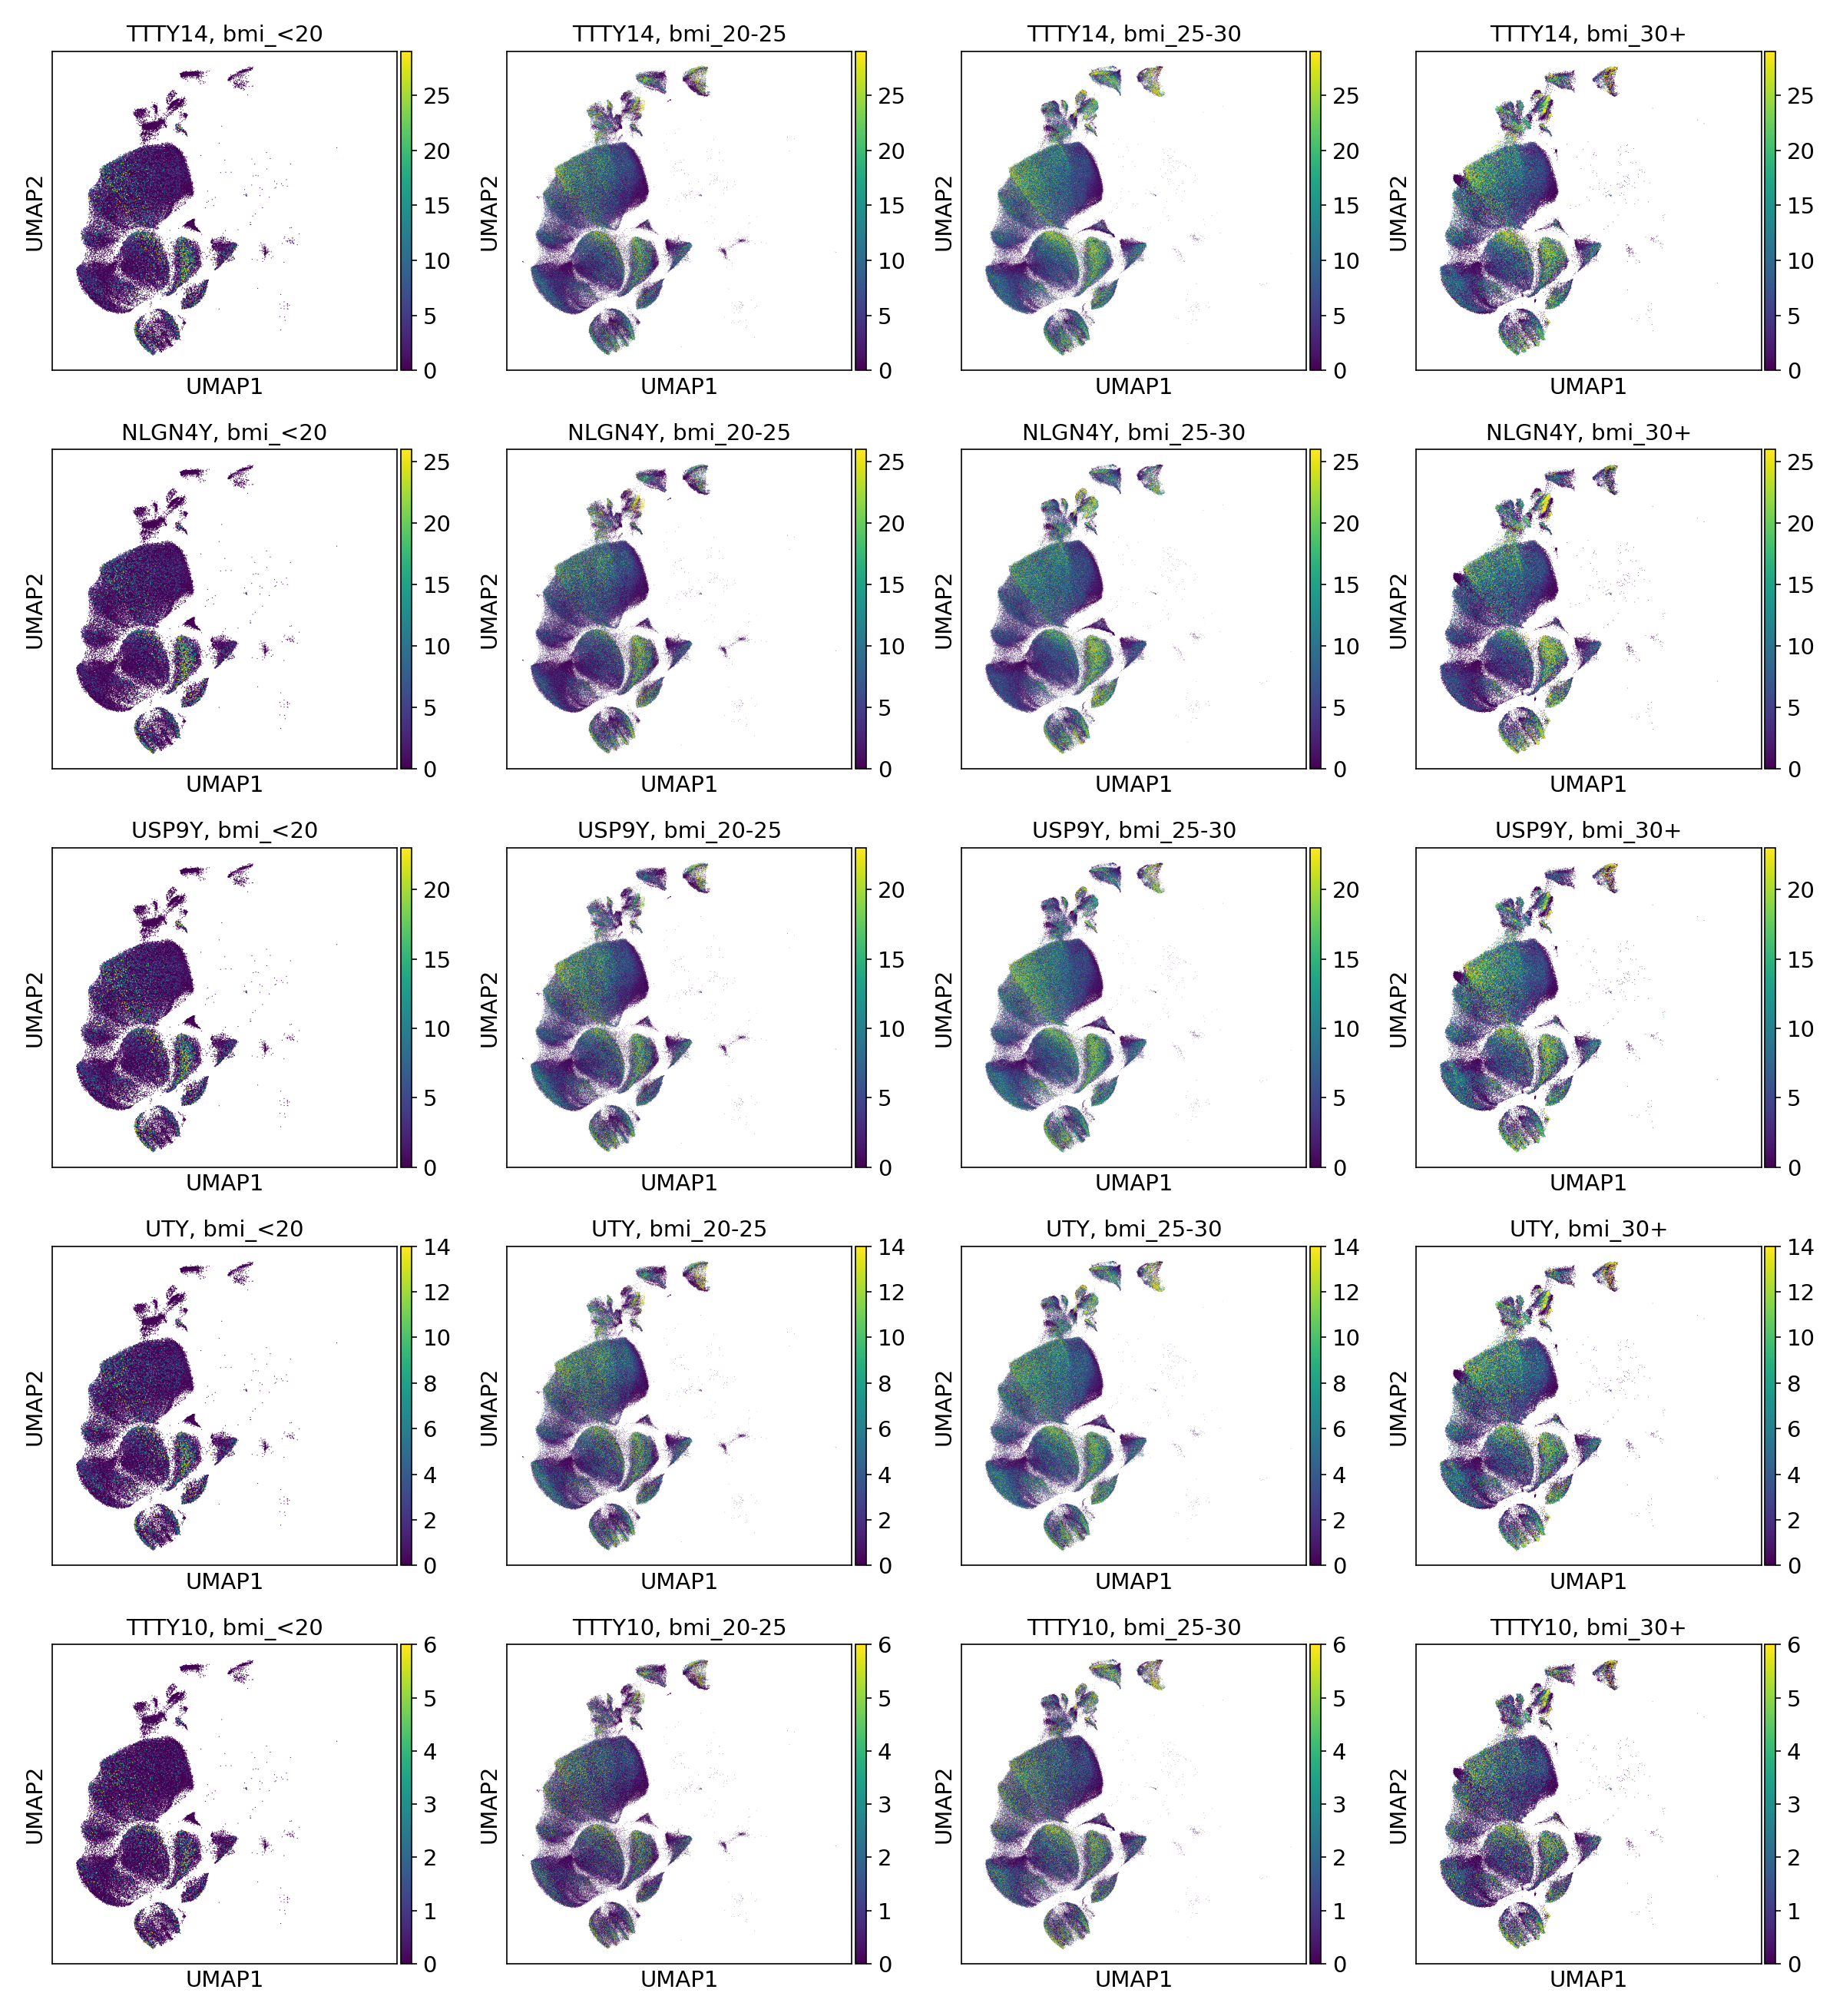 TTTY14, bmi_<20 TTTY14, bmi_20-25 TTTY14, bmi_25-30 TTTY14, bmi_30+
UMAP2 25 20 15 10 5 0 UMAP2 25 20 15 10 5 0 UMAP2 25 20 15 10 5 0 UMAP2 25 20 15 10 5 0
UMAP1 UMAP1 UMAP1 UMAP1
NLGN4Y, bmi_<20 NLGN4Y, bmi_20-25 NLGN4Y, bmi_25-30 NLGN4Y, bmi_30+
UMAP2 25 20 15 10 5 0 UMAP2 25 20 15 10 5 0 UMAP2 25 20 15 10 5 0 UMAP2 25 20 15 10 5 0
UMAP1 UMAP1 UMAP1 UMAP1
USP9Y, bmi_<20 USP9Y, bmi_20-25 USP9Y, bmi_25-30 USP9Y, bmi_30+
UMAP2 20 15 10 5 0 UMAP2 20 15 10 5 0 UMAP2 20 15 10 5 0 UMAP2 20 15 10 5 0
UMAP1 UMAP1 UMAP1 UMAP1
UTY, bmi_<20 UTY, bmi_20-25 UTY, bmi_25-30 UTY, bmi_30+
UMAP2 14 12 10 8 6 4 2 0 UMAP2 14 12 10 8 6 4 2 0 UMAP2 14 12 10 8 6 4 2 0 UMAP2 14 12 10 8 6 4 2 0
UMAP1 UMAP1 UMAP1 UMAP1
TTTY10, bmi_<20 TTTY10, bmi_20-25 TTTY10, bmi_25-30 TTTY10, bmi_30+
UMAP2 6 5 4 3 2 1 0 UMAP2 6 5 4 3 2 1 0 UMAP2 6 5 4 3 2 1 0 UMAP2 6 5 4 3 2 1 0
UMAP1 UMAP1 UMAP1 UMAP1